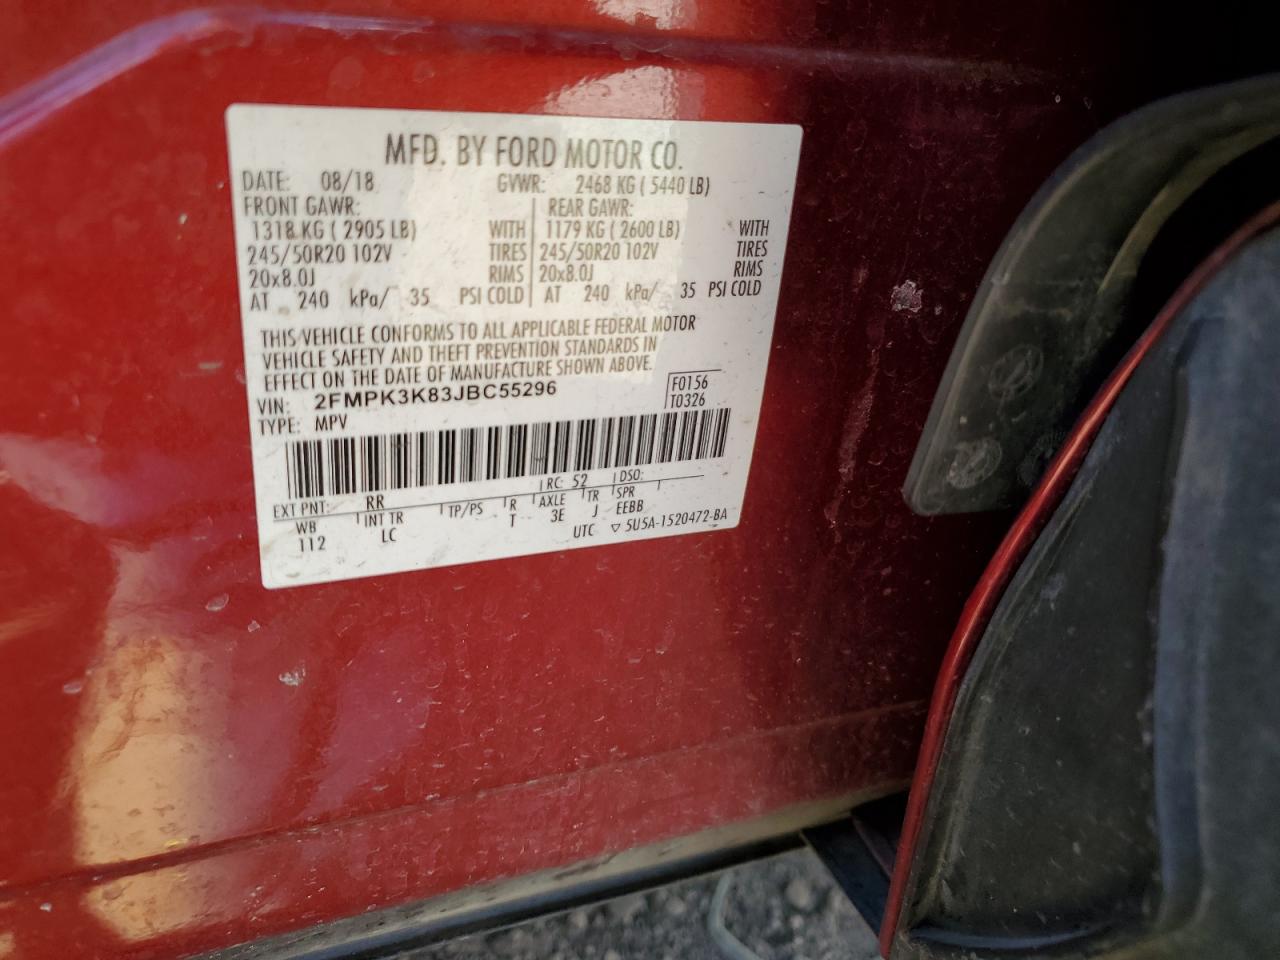 MFD. BY FORD MOTOR CO.
DATE: 08/18 GVWR: 2468 KG ( 5440 LB)
FRONT GAWR: REAR GAWR:
1318 KG ( 2905 LB) WITH 1179 KG ( 2600 LB) WITH
245/50R20 102V TIRES 245/50R20 102V TIRES
20x8.0J RIMS 20x8.0J RIMS
AT 240 kPa/ 35 PSI COLD AT 240 kPa/ 35 PSI COLD
THIS VEHICLE CONFORMS TO ALL APPLICABLE FEDERAL MOTOR
VEHICLE SAFETY AND THEFT PREVENTION STANDARDS IN
EFFECT ON THE DATE OF MANUFACTURE SHOWN ABOVE.
VIN: 2FMPK3K83JBC55296 F0156
TYPE: MPV T0326
RC: 52 DSO:
EXT PNT: RR
WB INT TR TP/PS R AXLE TR SPR
112 LC T 3E J EEBB
UTC ▽ 5U5A-1520472-BA